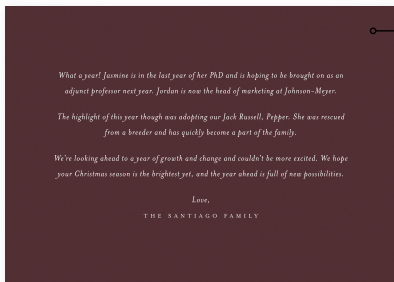 What a year! Jasmine is in the last year of her PhD and is hoping to be brought on as an
adjunct professor next year. Jordan is now the head of marketing at Johnson-Meyer.
The highlight of this year though was adopting our Jack Russell, Pepper. She was rescued
from a breeder and has quickly become a part of the family.
We're looking ahead to a year of growth and change and couldn't be more excited. We hope
your Christmas season is the brightest yet, and the year ahead is full of new possibilities.
Love,
THE SANTIAGO FAMILY